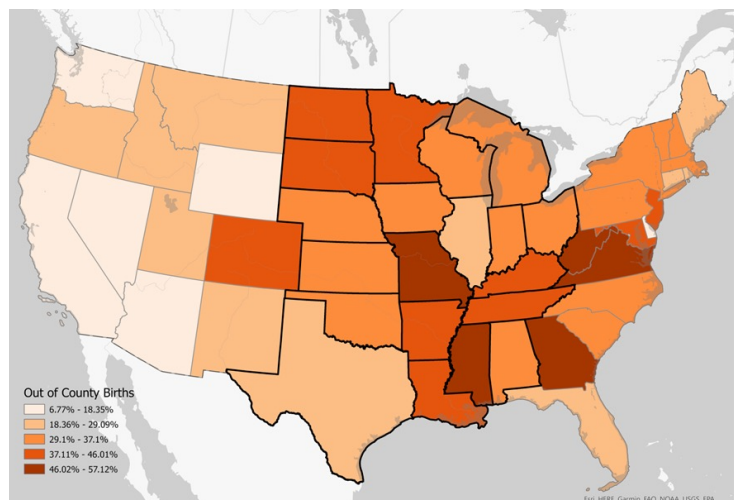 Out of County Births
6.77% - 18.35%
18.36% - 29.09%
29.1% - 37.1%
37.11% - 46.01%
46.02% - 57.12%
Esri, HERE, Garmin, FAO, NOAA, USGS, EPA